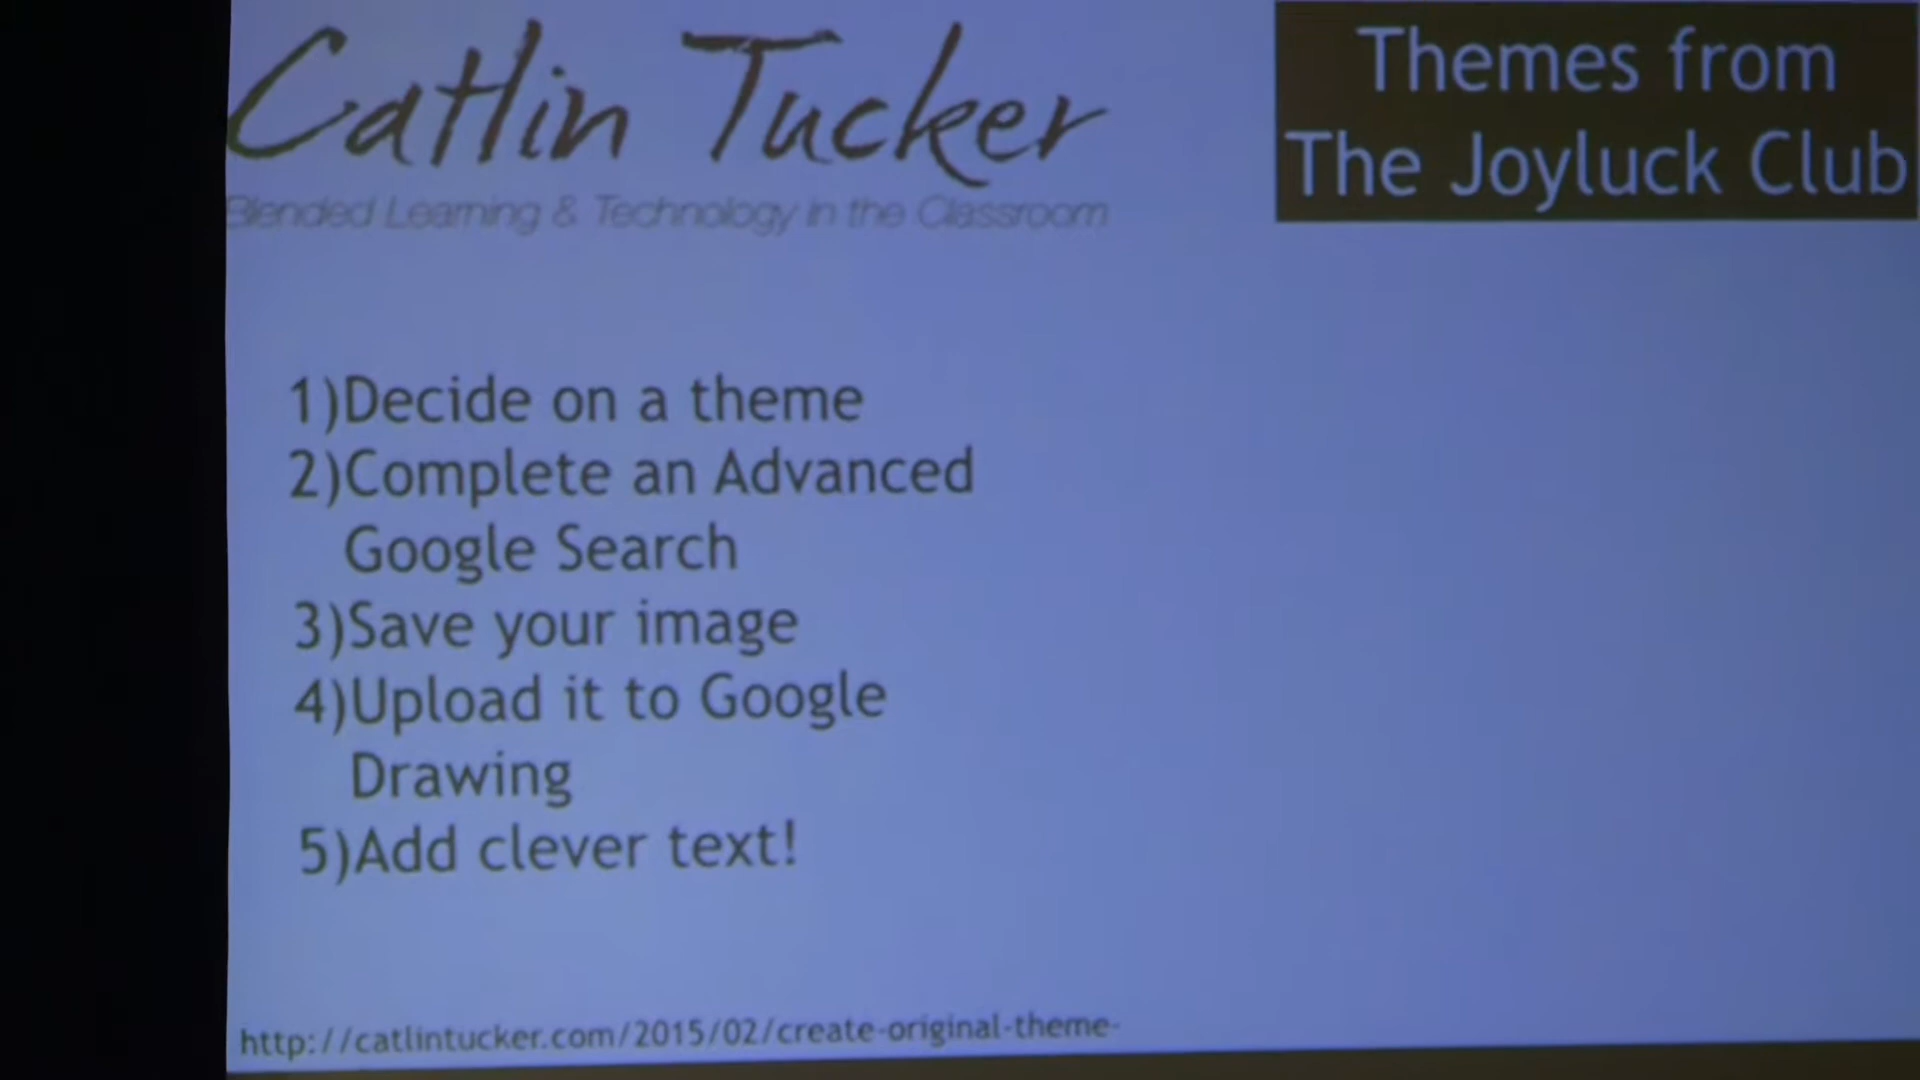 Catlin Tucker
Blended Learning & Technology in the Classroom
Themes from
The Joyluck Club
1)Decide on a theme
2)Complete an Advanced
Google Search
3)Save your image
4)Upload it to Google
Drawing
5)Add clever text!
http://catlintucker.com/2015/02/create-original-theme-